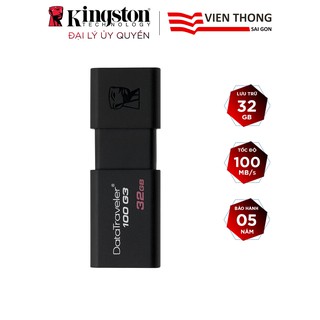 Kingston
TECHNOLOGY
ĐẠI LÝ ỦY QUYỀN
VIEN THONG
SAI GON
LƯU TRỮ
32
GB
TỐC ĐỘ
100
MB/s
BẢO HÀNH
05
NĂM
DataTraveler®
100 G3
32GB